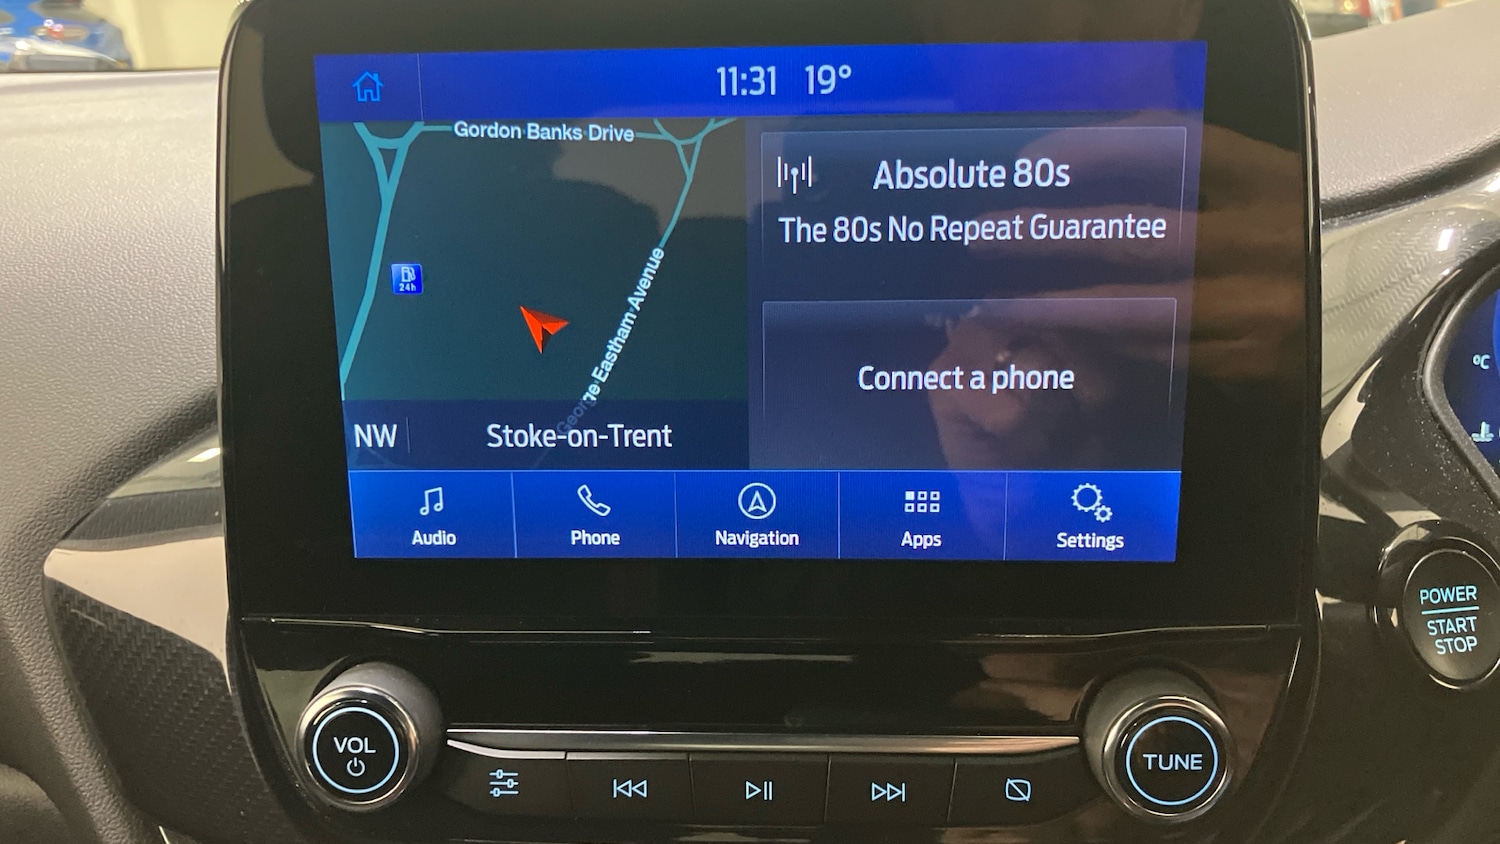 11:31 19°
Gordon Banks Drive
Absolute 80s
The 80s No Repeat Guarantee
24h
George Eastham Avenue
°C
Connect a phone
NW
Stoke-on-Trent
Audio
Phone
Navigation
Apps
Settings
POWER
START
STOP
VOL
TUNE